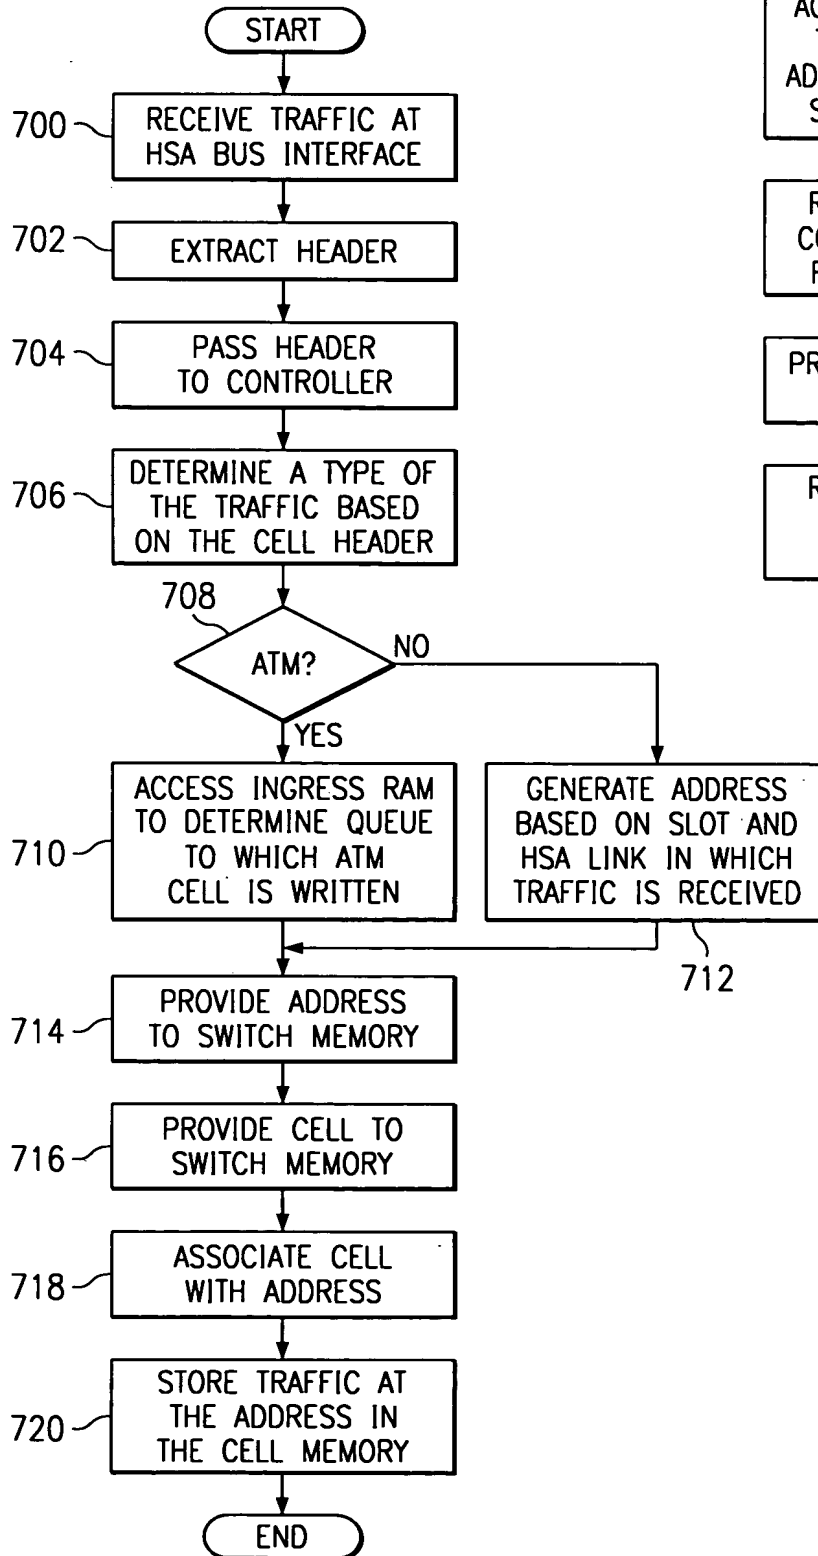 START
700
RECEIVE TRAFFIC AT
HSA BUS INTERFACE
702
EXTRACT HEADER
704
PASS HEADER
TO CONTROLLER
706
DETERMINE A TYPE OF
THE TRAFFIC BASED
ON THE CELL HEADER
708
ATM?
NO
YES
710
ACCESS INGRESS RAM
TO DETERMINE QUEUE
TO WHICH ATM
CELL IS WRITTEN
GENERATE ADDRESS
BASED ON SLOT AND
HSA LINK IN WHICH
TRAFFIC IS RECEIVED
712
714
PROVIDE ADDRESS
TO SWITCH MEMORY
716
PROVIDE CELL TO
SWITCH MEMORY
718
ASSOCIATE CELL
WITH ADDRESS
720
STORE TRAFFIC AT
THE ADDRESS IN
THE CELL MEMORY
END